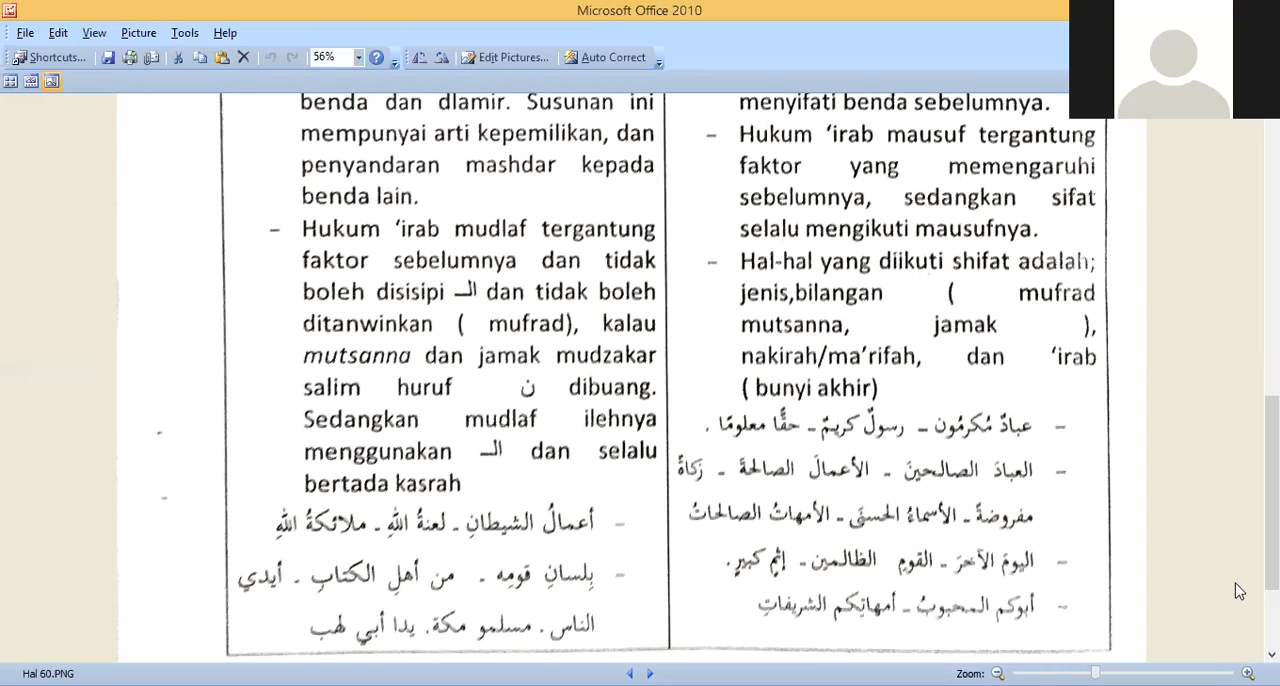 Microsoft Office 2010
File Edit View Picture Tools Help
Shortcuts... 56% Edit Pictures... Auto Correct
benda dan dlamir. Susunan ini
mempunyai arti kepemilikan, dan
penyandaran mashdar kepada
benda lain.
- Hukum ‘irab mudlaf tergantung
faktor sebelumnya dan tidak
boleh disisipi الـ dan tidak boleh
ditanwinkan ( mufrad), kalau
mutsanna dan jamak mudzakar
salim huruf ن dibuang.
Sedangkan mudlaf ilehnya
menggunakan الـ dan selalu
bertada kasrah
- أعمالُ الشيطانِ - لعنةُ اللهِ - ملائكةُ اللهِ
- بِلسانِ قومِه - من أهلِ الكتابِ - أيدي
الناس . مسلمو مكة. يدا أبي لهب
menyifati benda sebelumnya.
- Hukum ‘irab mausuf tergantung
faktor yang memengaruhi
sebelumnya, sedangkan sifat
selalu mengikuti mausufnya.
- Hal-hal yang diikuti shifat adalah;
jenis,bilangan ( mufrad
mutsanna, jamak ),
nakirah/ma’rifah, dan ‘irab
( bunyi akhir)
- عبادٌ مُكرمُون - رسولٌ كريمٌ - حقًّا معلومًا .
- العبادَ الصالحينَ - الأعمالَ الصالحةَ - زكاةً
مفروضةً - الأسماءُ الحسنَى - الأمهاتُ الصالحاتُ
- اليومَ الآخرَ - القومِ الظالمين - إثمٍ كبيرٍ .
- أبوكم المحبوبُ - أمهاتِكم الشريفاتِ
Hal 60.PNG Zoom: